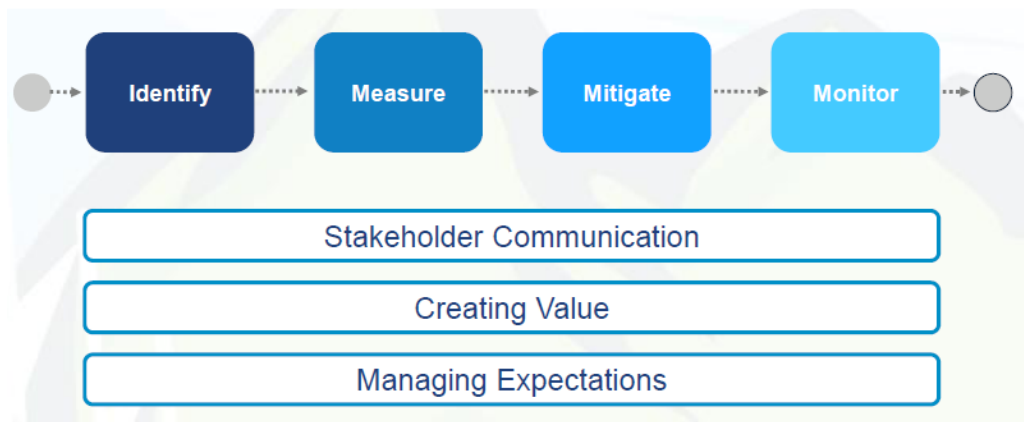 Identify
Measure
Mitigate
Monitor
Stakeholder Communication
Creating Value
Managing Expectations